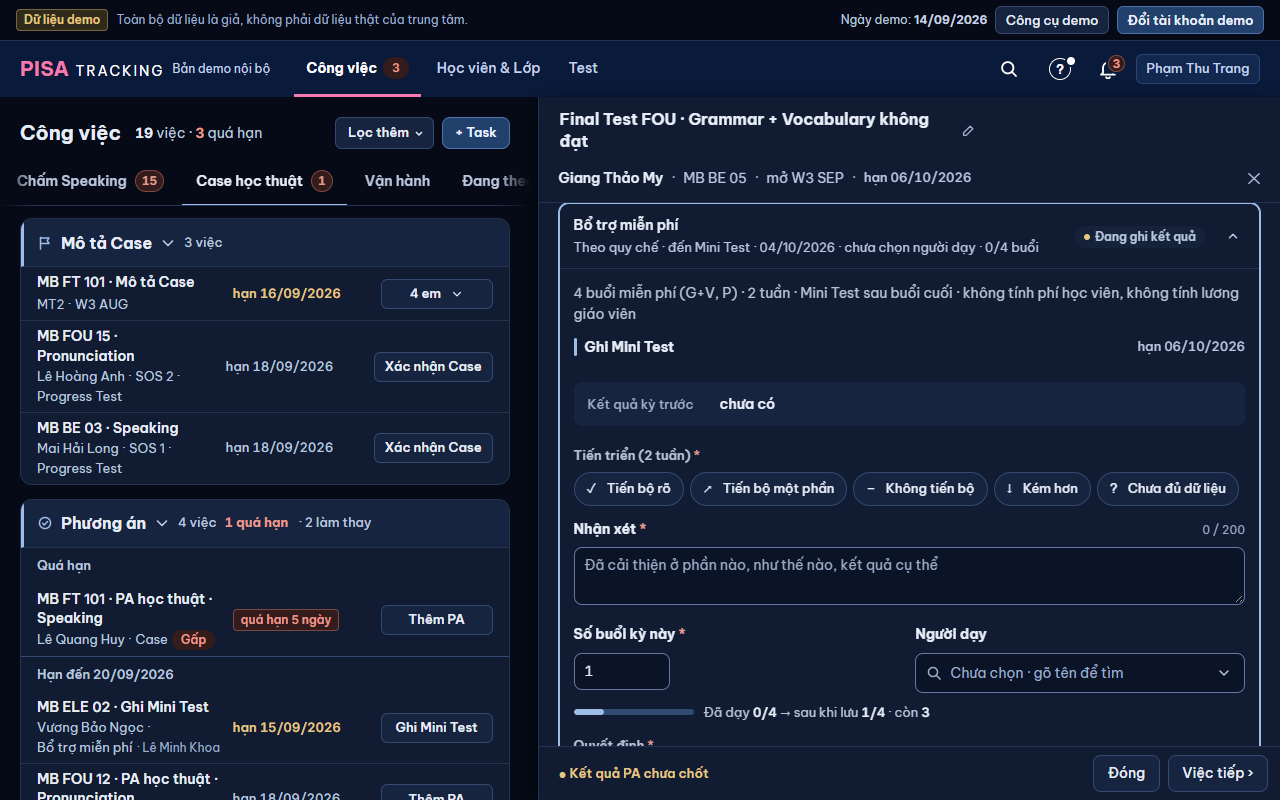 Dữ liệu demo Toàn bộ dữ liệu là giả, không phải dữ liệu thật của trung tâm.
Ngày demo: 14/09/2026 Công cụ demo Đổi tài khoản demo
PISA TRACKING Bản demo nội bộ Công việc 3 Học viên & Lớp Test
? 3 Phạm Thu Trang
Công việc 19 việc · 3 quá hạn Lọc thêm + Task
Chấm Speaking 15 Case học thuật 1 Vận hành Đang the
Mô tả Case 3 việc
MB FT 101 · Mô tả Case
MT2 · W3 AUG
hạn 16/09/2026
4 em
MB FOU 15 ·
Pronunciation
Lê Hoàng Anh · SOS 2 ·
Progress Test
hạn 18/09/2026
Xác nhận Case
MB BE 03 · Speaking
Mai Hải Long · SOS 1 ·
Progress Test
hạn 18/09/2026
Xác nhận Case
Phương án 4 việc 1 quá hạn · 2 làm thay
Quá hạn
MB FT 101 · PA học thuật ·
Speaking
Lê Quang Huy · Case Gấp
quá hạn 5 ngày
Thêm PA
Hạn đến 20/09/2026
MB ELE 02 · Ghi Mini Test
Vương Bảo Ngọc ·
Bổ trợ miễn phí · Lê Minh Khoa
hạn 15/09/2026
Ghi Mini Test
MB FOU 12 · PA học thuật ·
Pronunciation
hạn 18/09/2026
Thêm PA
Final Test FOU · Grammar + Vocabulary không
đạt
Giang Thảo My · MB BE 05 · mở W3 SEP · hạn 06/10/2026
Bổ trợ miễn phí
Theo quy chế · đến Mini Test · 04/10/2026 · chưa chọn người dạy · 0/4 buổi
Đang ghi kết quả
4 buổi miễn phí (G+V, P) · 2 tuần · Mini Test sau buổi cuối · không tính phí học viên, không tính lương
giáo viên
Ghi Mini Test hạn 06/10/2026
Kết quả kỳ trước chưa có
Tiến triển (2 tuần) *
✓ Tiến bộ rõ ↗ Tiến bộ một phần − Không tiến bộ ↓ Kém hơn ? Chưa đủ dữ liệu
Nhận xét * 0 / 200
Đã cải thiện ở phần nào, như thế nào, kết quả cụ thể
Số buổi kỳ này * Người dạy
1 Chưa chọn · gõ tên để tìm
Đã dạy 0/4 → sau khi lưu 1/4 · còn 3
Quyết định *
Kết quả PA chưa chốt Đóng Việc tiếp ›